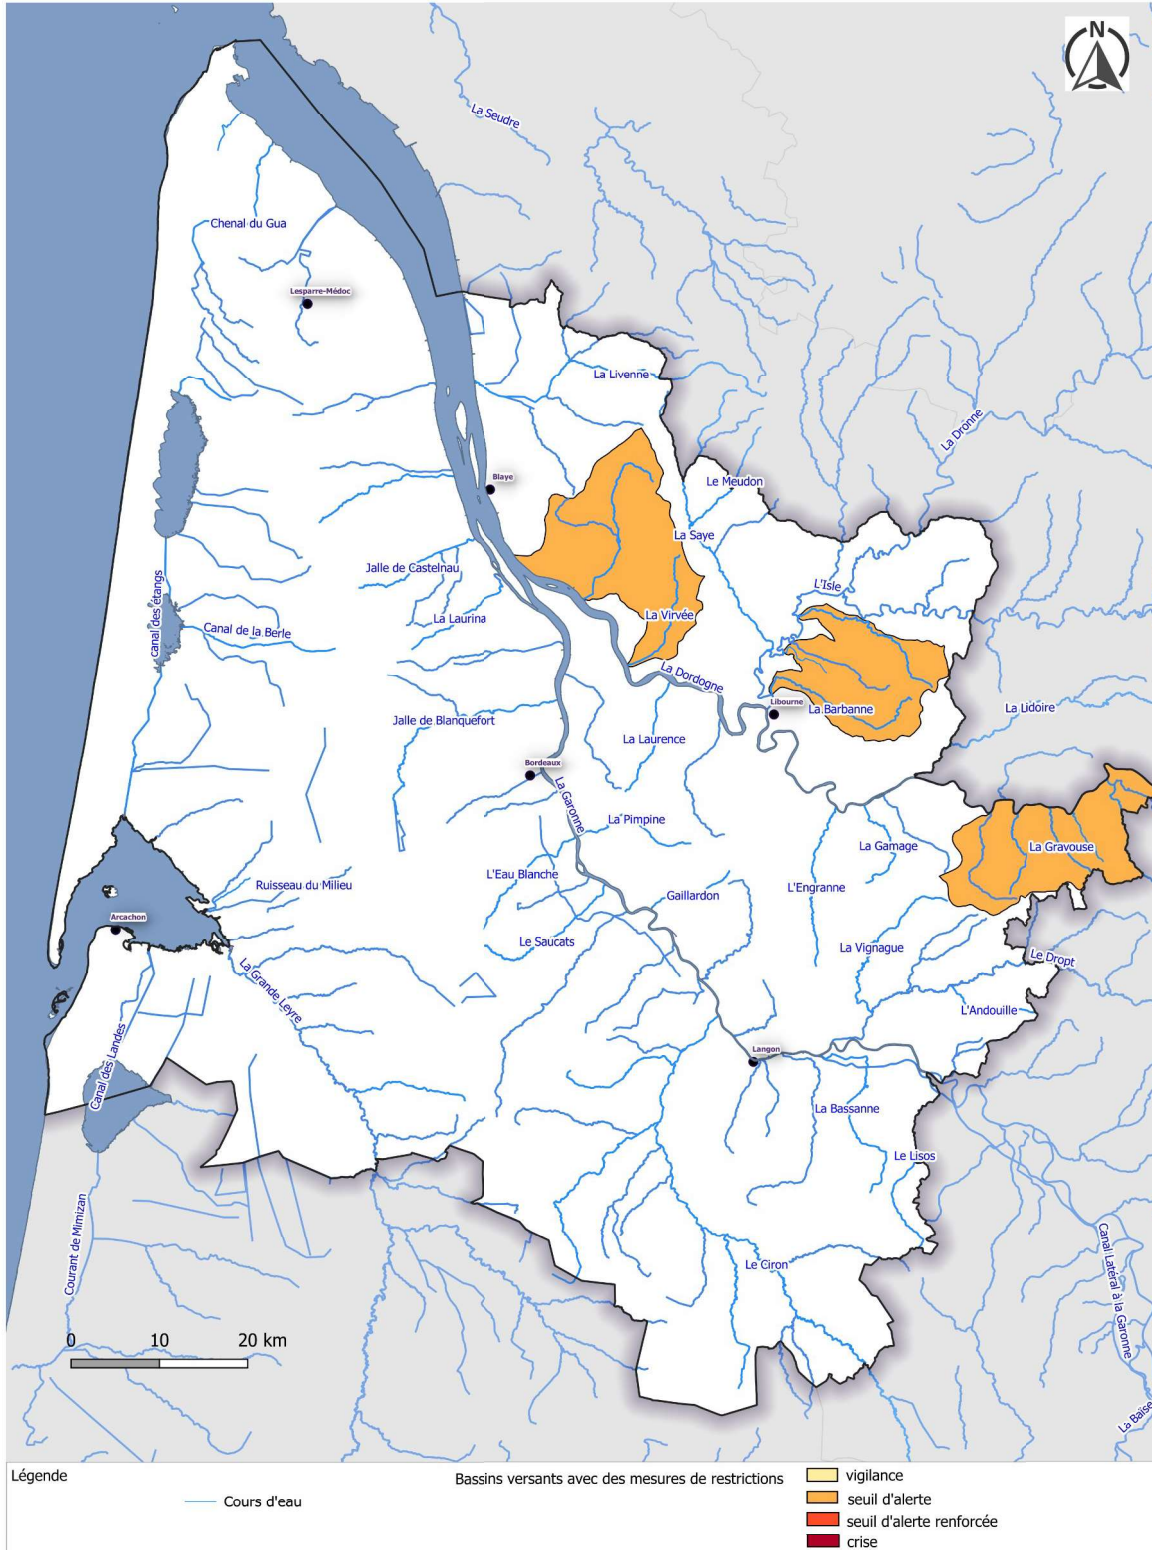 N
La Seudre
Chenal du Gua
Lesparre-Médoc
La Livenne
La Dronne
Le Meudon
Blaye
La Saye
Jalle de Castelnau
L'Isle
canal des étangs
La Laurina
La Virvée
Canal de la Berle
La Dordogne
Libourne
La Barbanne
La Lidoire
Jalle de Blanquefort
La Laurence
Bordeaux
La Garonne
La Pimpine
La Gamage
La Gravouse
L'Eau Blanche
Ruisseau du Milieu
L'Engranne
Gaillardon
Arcachon
Le Saucats
La Vignague
Le Dropt
La Grande Leyre
L'Andouille
Canal des Landes
Langon
La Bassanne
Le Lisos
Courant de Mimizan
Le Ciron
Canal Latéral à la Garonne
0 10 20 km
La Baïse
Légende
Cours d'eau
Bassins versants avec des mesures de restrictions
vigilance
seuil d'alerte
seuil d'alerte renforcée
crise